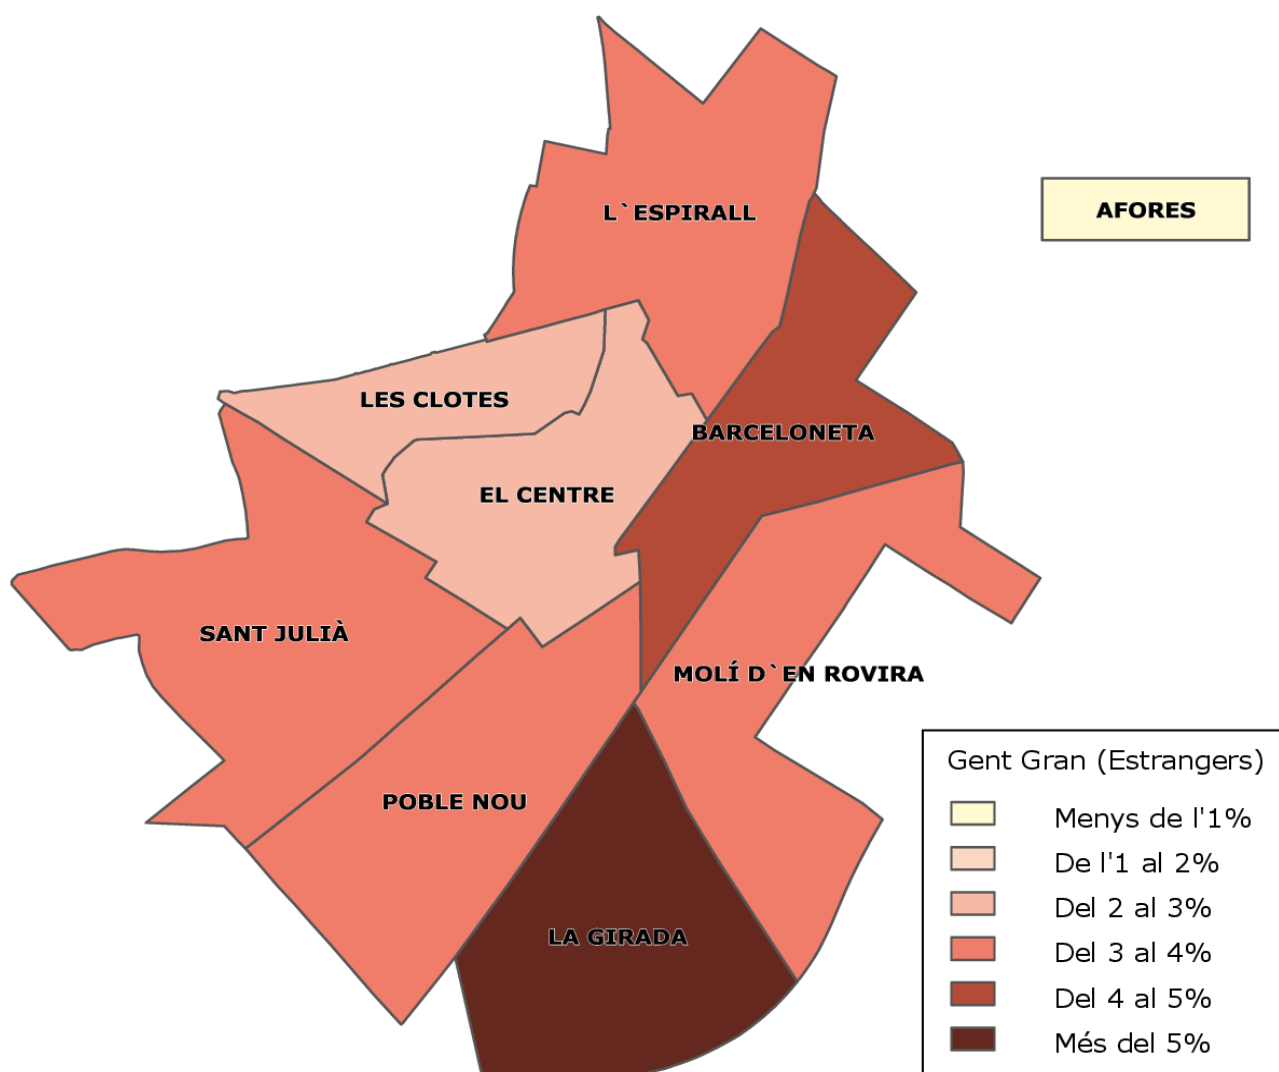 L`ESPIRALL
AFORES
LES CLOTES
BARCELONETA
EL CENTRE
SANT JULIÀ
MOLÍ D`EN ROVIRA
POBLE NOU
LA GIRADA
Gent Gran (Estrangers)
Menys de l'1%
De l'1 al 2%
Del 2 al 3%
Del 3 al 4%
Del 4 al 5%
Més del 5%